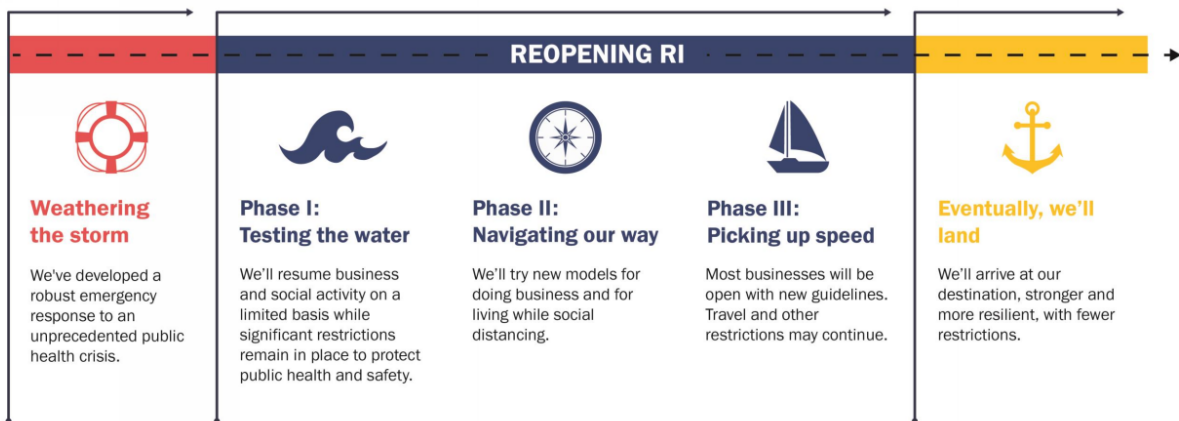 REOPENING RI
Weathering
the storm
We've developed a
robust emergency
response to an
unprecedented public
health crisis.
Phase I:
Testing the water
We'll resume business
and social activity on a
limited basis while
significant restrictions
remain in place to protect
public health and safety.
Phase II:
Navigating our way
We'll try new models for
doing business and for
living while social
distancing.
Phase III:
Picking up speed
Most businesses will be
open with new guidelines.
Travel and other
restrictions may continue.
Eventually, we'll
land
We'll arrive at our
destination, stronger and
more resilient, with fewer
restrictions.